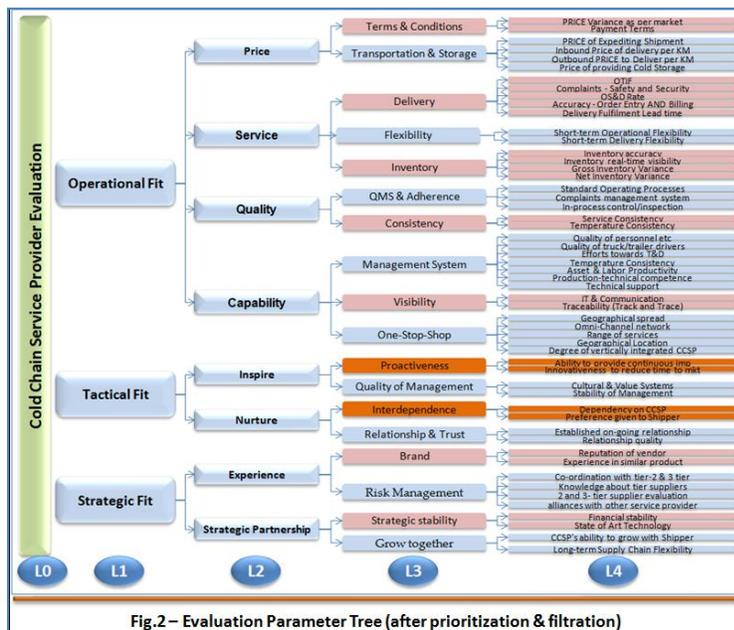 Cold Chain Service Provider Evaluation
Operational Fit
Price
Terms & Conditions
PRICE Variance as per market
Payment Terms
Transportation & Storage
PRICE of Expediting Shipment
Inbound Price of delivery per KM
Outbound PRICE to Deliver per KM
Price of providing Cold Storage
Service
Delivery
OTIF
Complaints - Safety and Security
OS&D Rate
Accuracy - Order Entry AND Billing
Delivery Fulfilment Lead time
Flexibility
Short-term Operational Flexibility
Short-term Delivery Flexibility
Inventory
Inventory accuracy
Inventory real-time visibility
Gross Inventory Variance
Net Inventory Variance
Quality
QMS & Adherence
Standard Operating Processes
Complaints management system
In-process control/inspection
Consistency
Service Consistency
Temperature Consistency
Capability
Management System
Quality of personnel etc
Quality of truck/trailer drivers
Efforts towards T&D
Temperature Consistency
Asset & Labor Productivity
Production-technical competence
Technical support
Visibility
IT & Communication
Traceability (Track and Trace)
One-Stop-Shop
Geographical spread
Omni-Channel network
Range of services
Geographical Location
Degree of vertically integrated CCSP
Tactical Fit
Inspire
Proactiveness
Ability to provide continuous imp
Innovativeness to reduce time to mkt
Quality of Management
Cultural & Value Systems
Stability of Management
Nurture
Interdependence
Dependency on CCSP
Preference given to Shipper
Relationship & Trust
Established on-going relationship
Relationship quality
Strategic Fit
Experience
Brand
Reputation of vendor
Experience in similar product
Risk Management
Co-ordination with tier-2 & 3 tier
Knowledge about tier suppliers
2 and 3- tier supplier evaluation
alliances with other service provider
Strategic Partnership
Strategic stability
Financial stability
State of Art Technology
Grow together
CCSP's ability to grow with Shipper
Long-term Supply Chain Flexibility
L0
L1
L2
L3
L4
Fig.2 – Evaluation Parameter Tree (after prioritization & filtration)